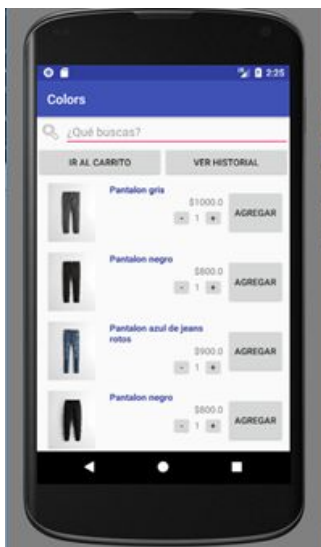 2:25
Colors
¿Qué buscas?
IR AL CARRITO VER HISTORIAL
Pantalon gris
$1000.0
- 1 + AGREGAR
Pantalon negro
$800.0
- 1 + AGREGAR
Pantalon azul de jeans
rotos
$900.0
- 1 + AGREGAR
Pantalon negro
$800.0
- 1 + AGREGAR